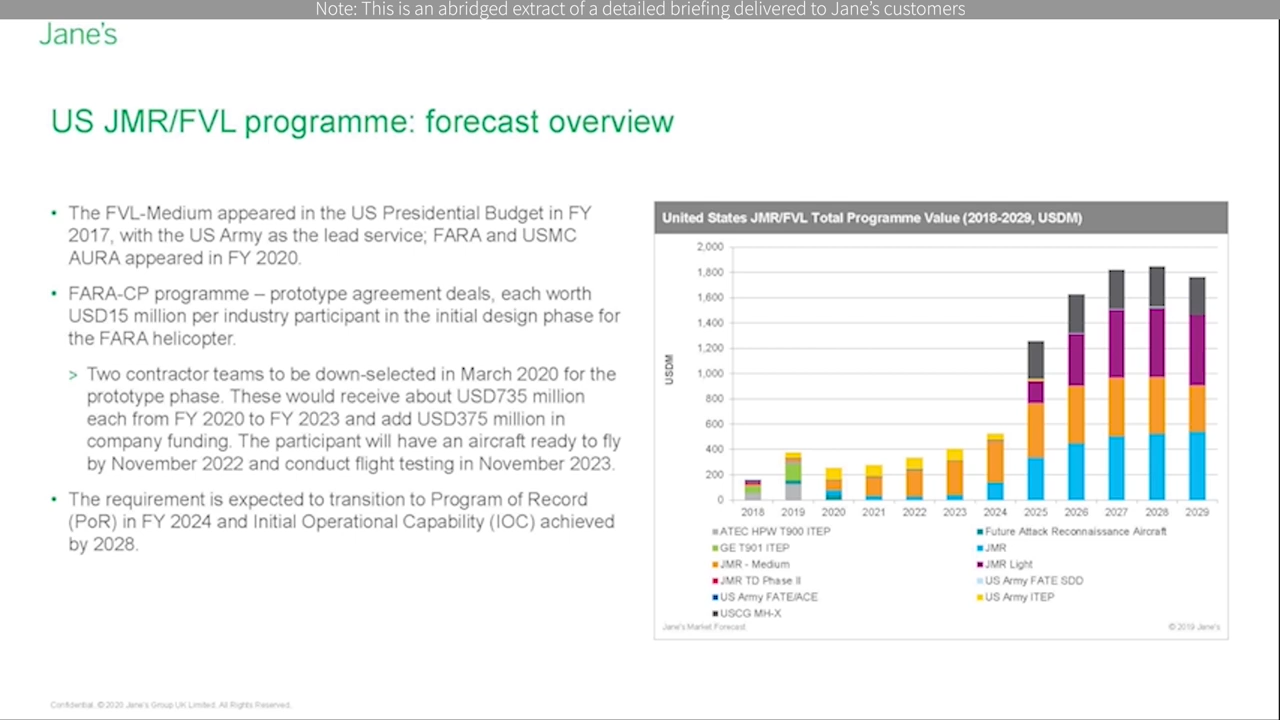 Note: This is an abridged extract of a detailed briefing delivered to Jane’s customers
Jane's
US JMR/FVL programme: forecast overview
• The FVL-Medium appeared in the US Presidential Budget in FY
2017, with the US Army as the lead service; FARA and USMC
AURA appeared in FY 2020.
• FARA-CP programme – prototype agreement deals, each worth
USD15 million per industry participant in the initial design phase for
the FARA helicopter.
> Two contractor teams to be down-selected in March 2020 for the
prototype phase. These would receive about USD735 million
each from FY 2020 to FY 2023 and add USD375 million in
company funding. The participant will have an aircraft ready to fly
by November 2022 and conduct flight testing in November 2023.
• The requirement is expected to transition to Program of Record
(PoR) in FY 2024 and Initial Operational Capability (IOC) achieved
by 2028.
United States JMR/FVL Total Programme Value (2018-2029, USDM)
2,000
1,800
1,600
1,400
1,200
1,000
800
600
400
200
0
USDM
2018 2019 2020 2021 2022 2023 2024 2025 2026 2027 2028 2029
ATEC HPW T900 ITEP
Future Attack Reconnaissance Aircraft
GE T901 ITEP
JMR
JMR - Medium
JMR Light
JMR TD Phase II
US Army FATE SDD
US Army FATE/ACE
US Army ITEP
USCG MH-X
Jane's Market Forecast
© 2019 Jane's
Confidential. © 2020 Jane's Group UK Limited. All Rights Reserved.